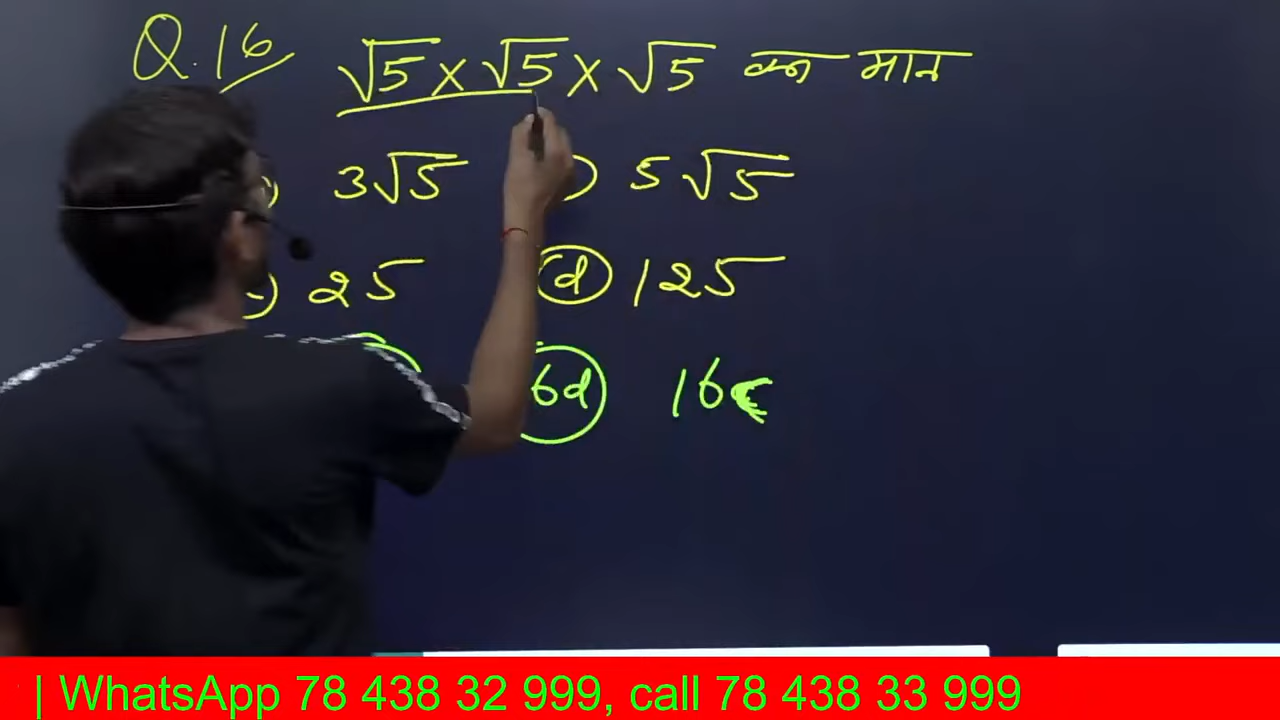 Q.16 √5 x √5 x √5 का मान
) 3√5 ) 5√5
) 25 (d) 125
6d 16
| WhatsApp 78 438 32 999, call 78 438 33 999